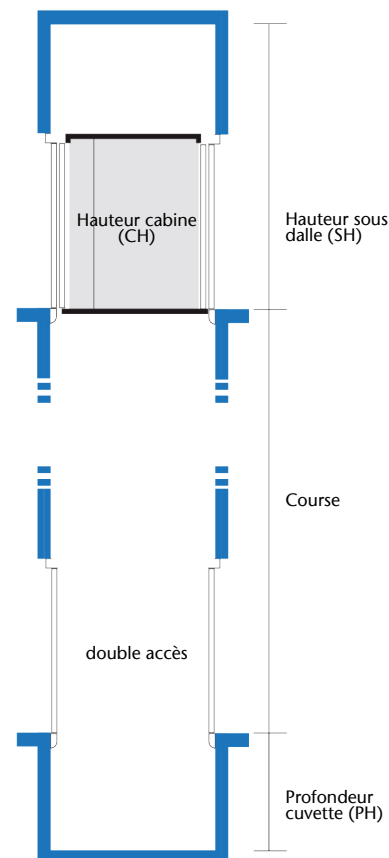 Hauteur cabine
(CH)
Hauteur sous
dalle (SH)
Course
double accès
Profondeur
cuvette (PH)